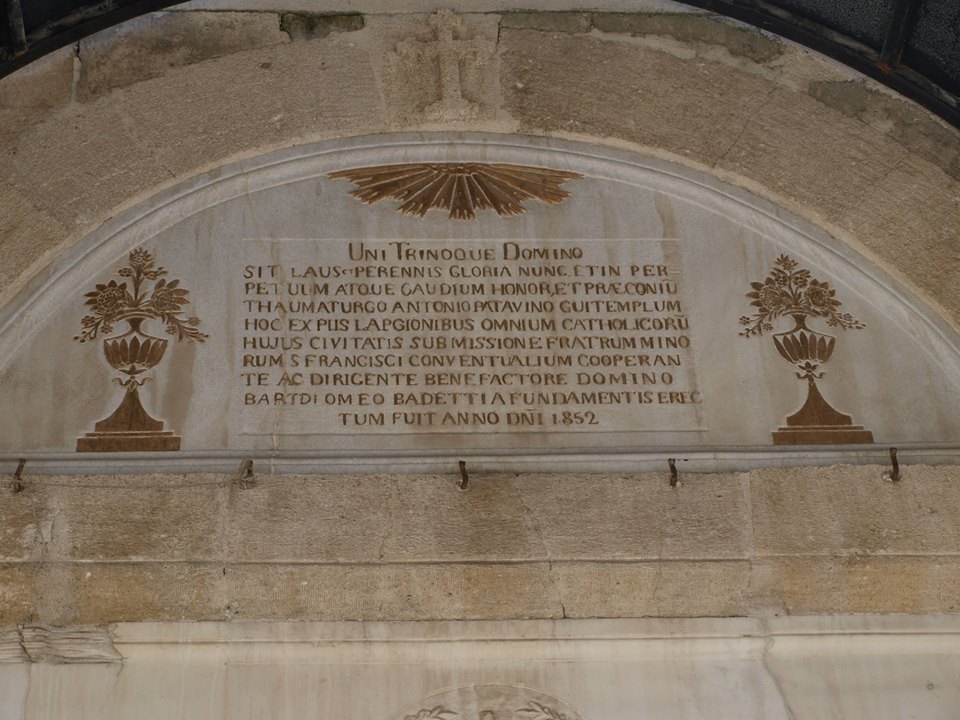 UNI TRINOQUE DOMINO
SIT LAUS PERENNIS GLORIA NUNC ET IN PER=
PETUUM ATQUE GAUDIUM HONOR, ET PRÆCONIŪ
THAUMATURGO ANTONIO PATAVINO GUI TEMPLUM
HOC EX PIIS LAPGIONIBUS OMNIUM CATHOLICORŪ
HUJUS CIVITATIS SUBMISSIONE FRATRUM MINO
RUM S FRANCISCI CONVENTUALIUM COOPERAN
TE AC DIRIGENTE BENEFACTORE DOMINO
BARTDIOMEO BADETTI A FUNDAMENTIS EREC
TUM FUIT ANNO DÑI 1852